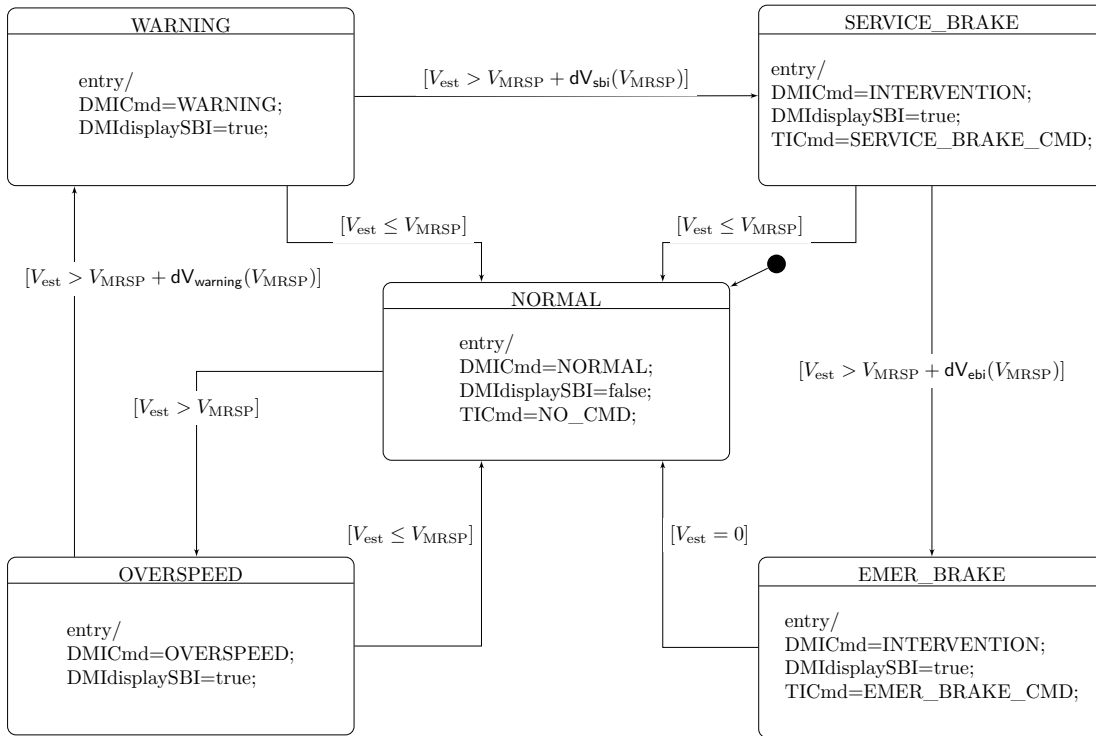 WARNING
entry/
DMICmd=WARNING;
DMIdisplaySBI=true;
[V_est > V_MRSP + dV_sbi(V_MRSP)]
SERVICE_BRAKE
entry/
DMICmd=INTERVENTION;
DMIdisplaySBI=true;
TICmd=SERVICE_BRAKE_CMD;
[V_est ≤ V_MRSP]
[V_est ≤ V_MRSP]
[V_est > V_MRSP + dV_warning(V_MRSP)]
NORMAL
entry/
DMICmd=NORMAL;
DMIdisplaySBI=false;
TICmd=NO_CMD;
[V_est > V_MRSP + dV_ebi(V_MRSP)]
[V_est > V_MRSP]
[V_est ≤ V_MRSP]
[V_est = 0]
OVERSPEED
entry/
DMICmd=OVERSPEED;
DMIdisplaySBI=true;
EMER_BRAKE
entry/
DMICmd=INTERVENTION;
DMIdisplaySBI=true;
TICmd=EMER_BRAKE_CMD;